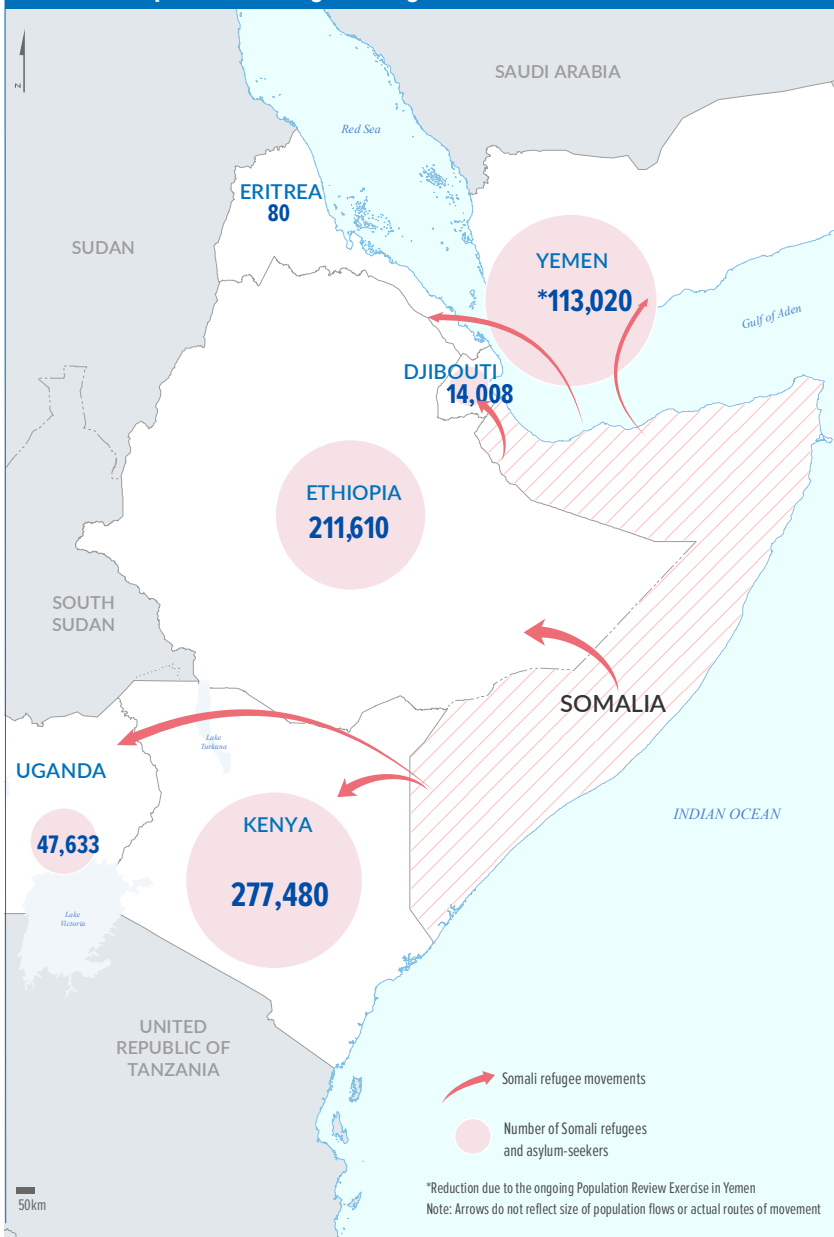 N
SAUDI ARABIA
Red Sea
ERITREA
80
SUDAN
YEMEN
*113,020
Gulf of Aden
DJIBOUTI
14,008
ETHIOPIA
211,610
SOUTH
SUDAN
SOMALIA
Lake
Turkana
UGANDA
INDIAN OCEAN
KENYA
47,633
277,480
Lake
Victoria
UNITED
REPUBLIC OF
TANZANIA
Somali refugee movements
Number of Somali refugees
and asylum-seekers
*Reduction due to the ongoing Population Review Exercise in Yemen
50km
Note: Arrows do not reflect size of population flows or actual routes of movement